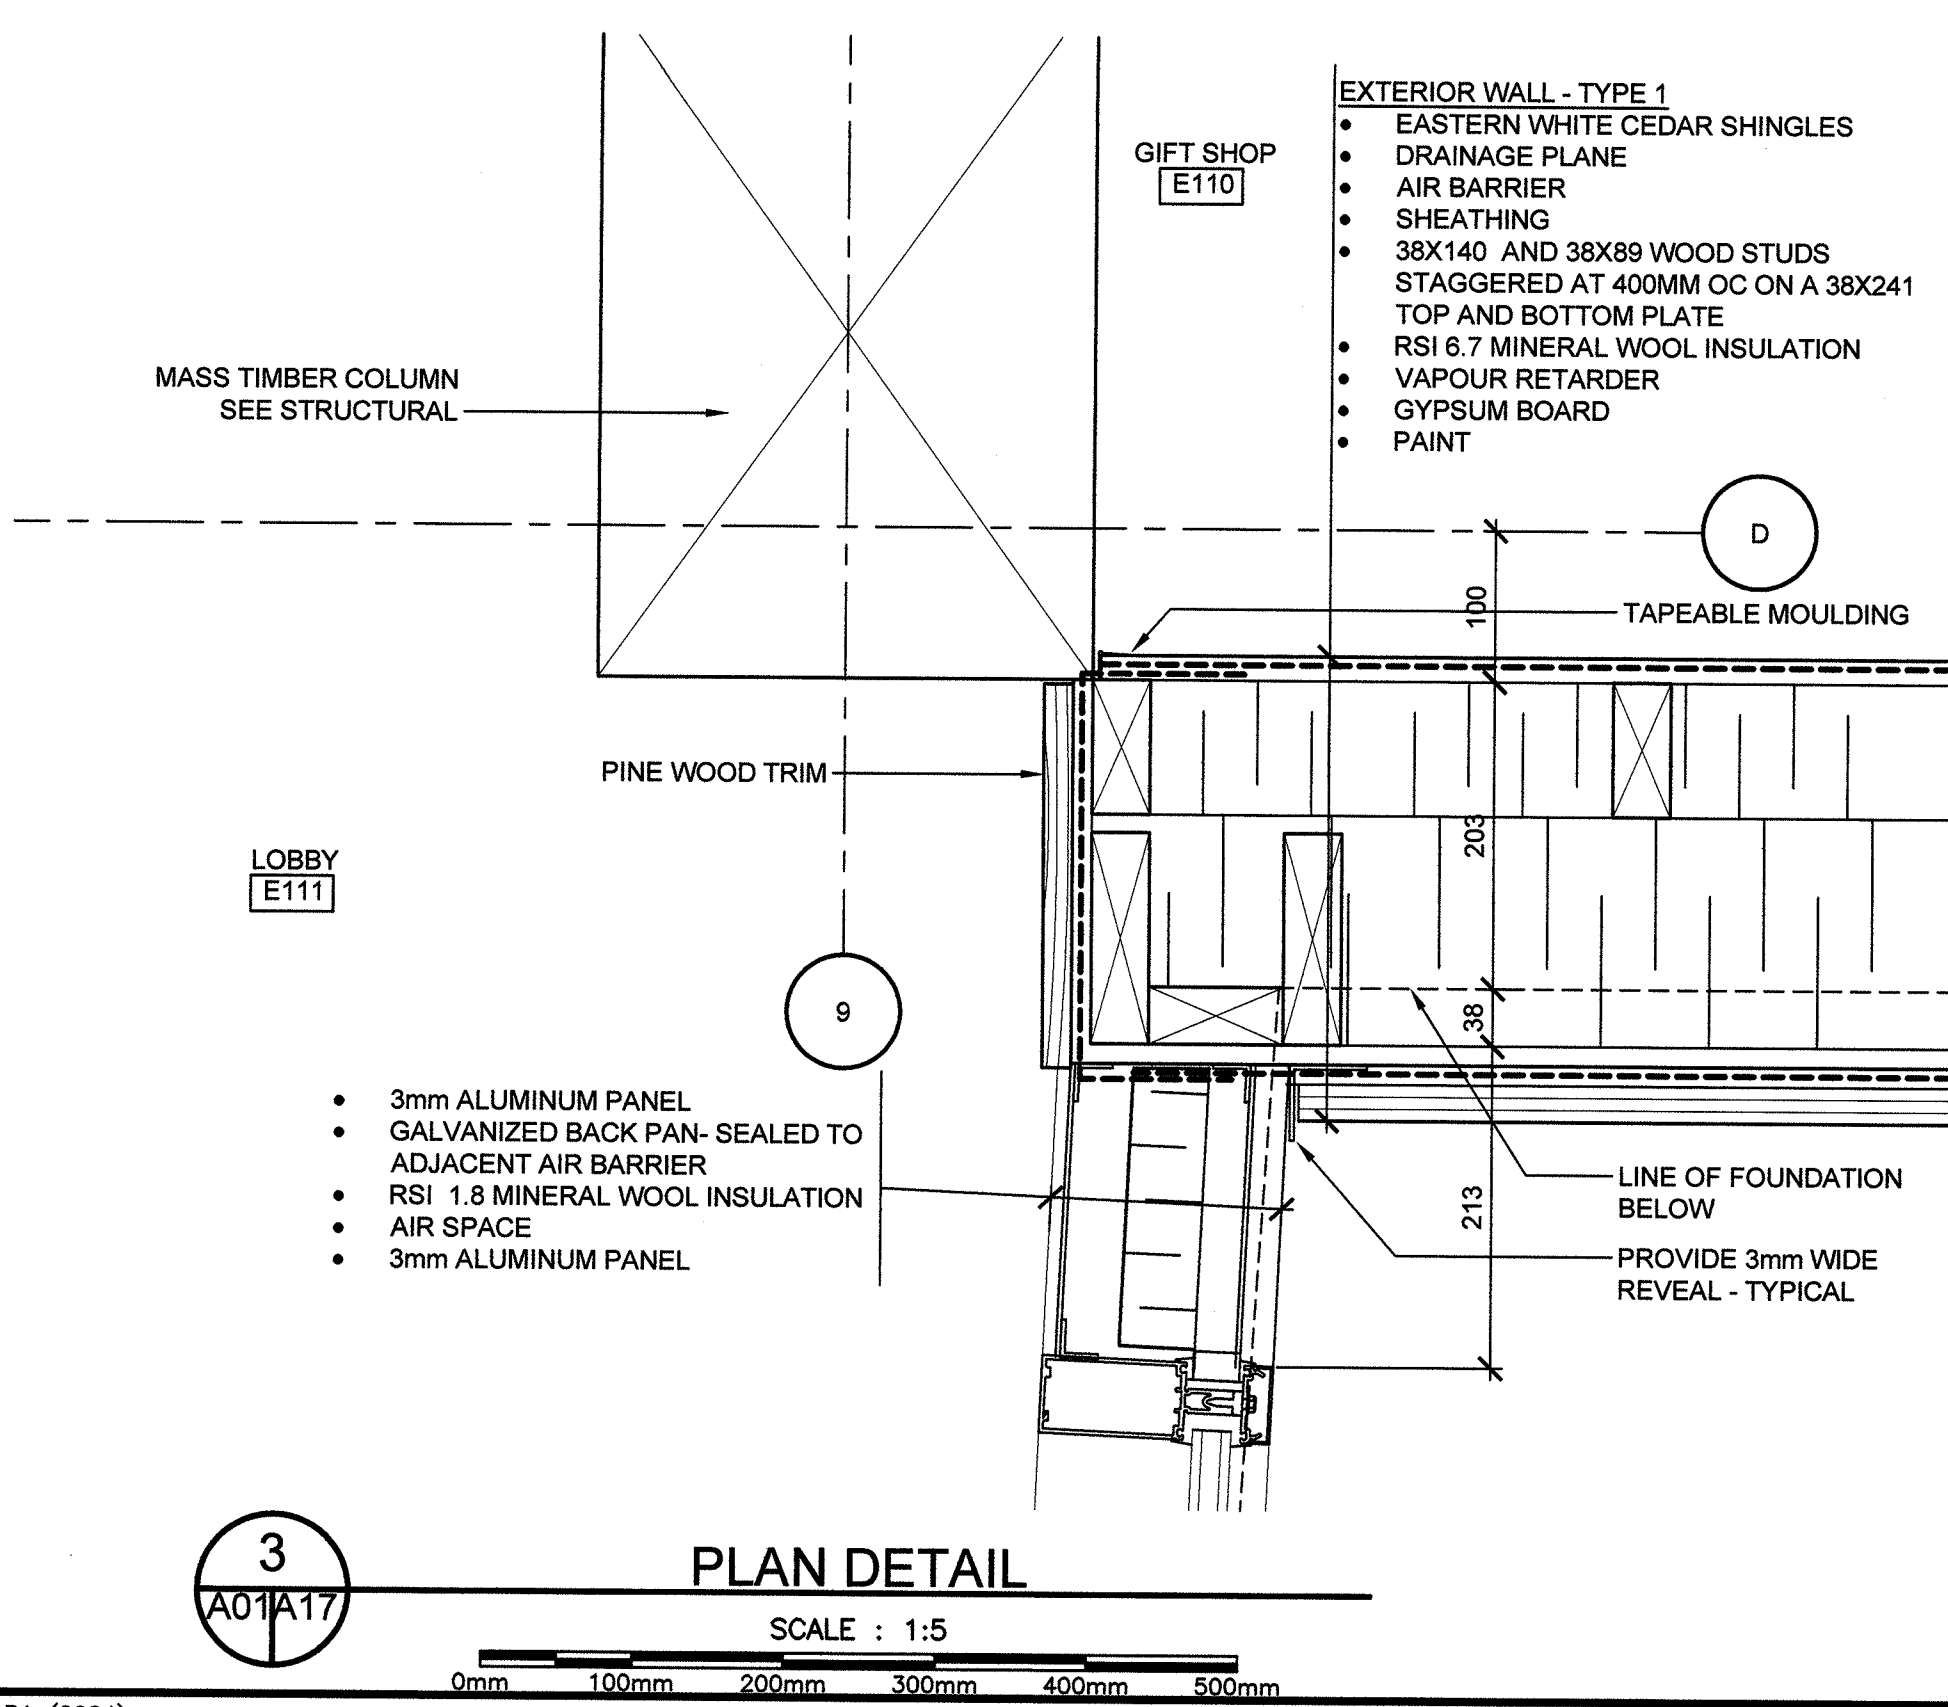 EXTERIOR WALL - TYPE 1
• EASTERN WHITE CEDAR SHINGLES
• DRAINAGE PLANE
• AIR BARRIER
• SHEATHING
• 38X140 AND 38X89 WOOD STUDS
STAGGERED AT 400MM OC ON A 38X241
TOP AND BOTTOM PLATE
• RSI 6.7 MINERAL WOOL INSULATION
• VAPOUR RETARDER
• GYPSUM BOARD
• PAINT
GIFT SHOP
E110
MASS TIMBER COLUMN
SEE STRUCTURAL
D
100
TAPEABLE MOULDING
PINE WOOD TRIM
203
LOBBY
E111
9
38
• 3mm ALUMINUM PANEL
• GALVANIZED BACK PAN- SEALED TO
ADJACENT AIR BARRIER
• RSI 1.8 MINERAL WOOL INSULATION
• AIR SPACE
• 3mm ALUMINUM PANEL
213
LINE OF FOUNDATION
BELOW
PROVIDE 3mm WIDE
REVEAL - TYPICAL
3
A01 A17
PLAN DETAIL
SCALE : 1:5
0mm 100mm 200mm 300mm 400mm 500mm